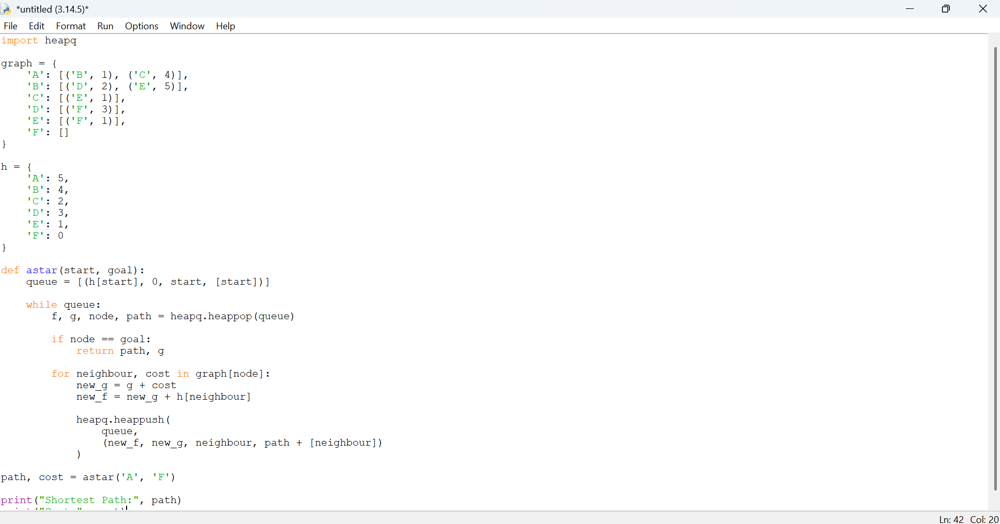 *untitled (3.14.5)*
File Edit Format Run Options Window Help
import heapq

graph = {
    'A': [('B', 1), ('C', 4)],
    'B': [('D', 2), ('E', 5)],
    'C': [('E', 1)],
    'D': [('F', 3)],
    'E': [('F', 1)],
    'F': []
}

h = {
    'A': 5,
    'B': 4,
    'C': 2,
    'D': 3,
    'E': 1,
    'F': 0
}

def astar(start, goal):
    queue = [(h[start], 0, start, [start])]

    while queue:
        f, g, node, path = heapq.heappop(queue)

        if node == goal:
            return path, g

        for neighbour, cost in graph[node]:
            new_g = g + cost
            new_f = new_g + h[neighbour]

            heapq.heappush(
                queue,
                (new_f, new_g, neighbour, path + [neighbour])
            )

path, cost = astar('A', 'F')

print("Shortest Path:", path)
Ln: 42 Col: 20